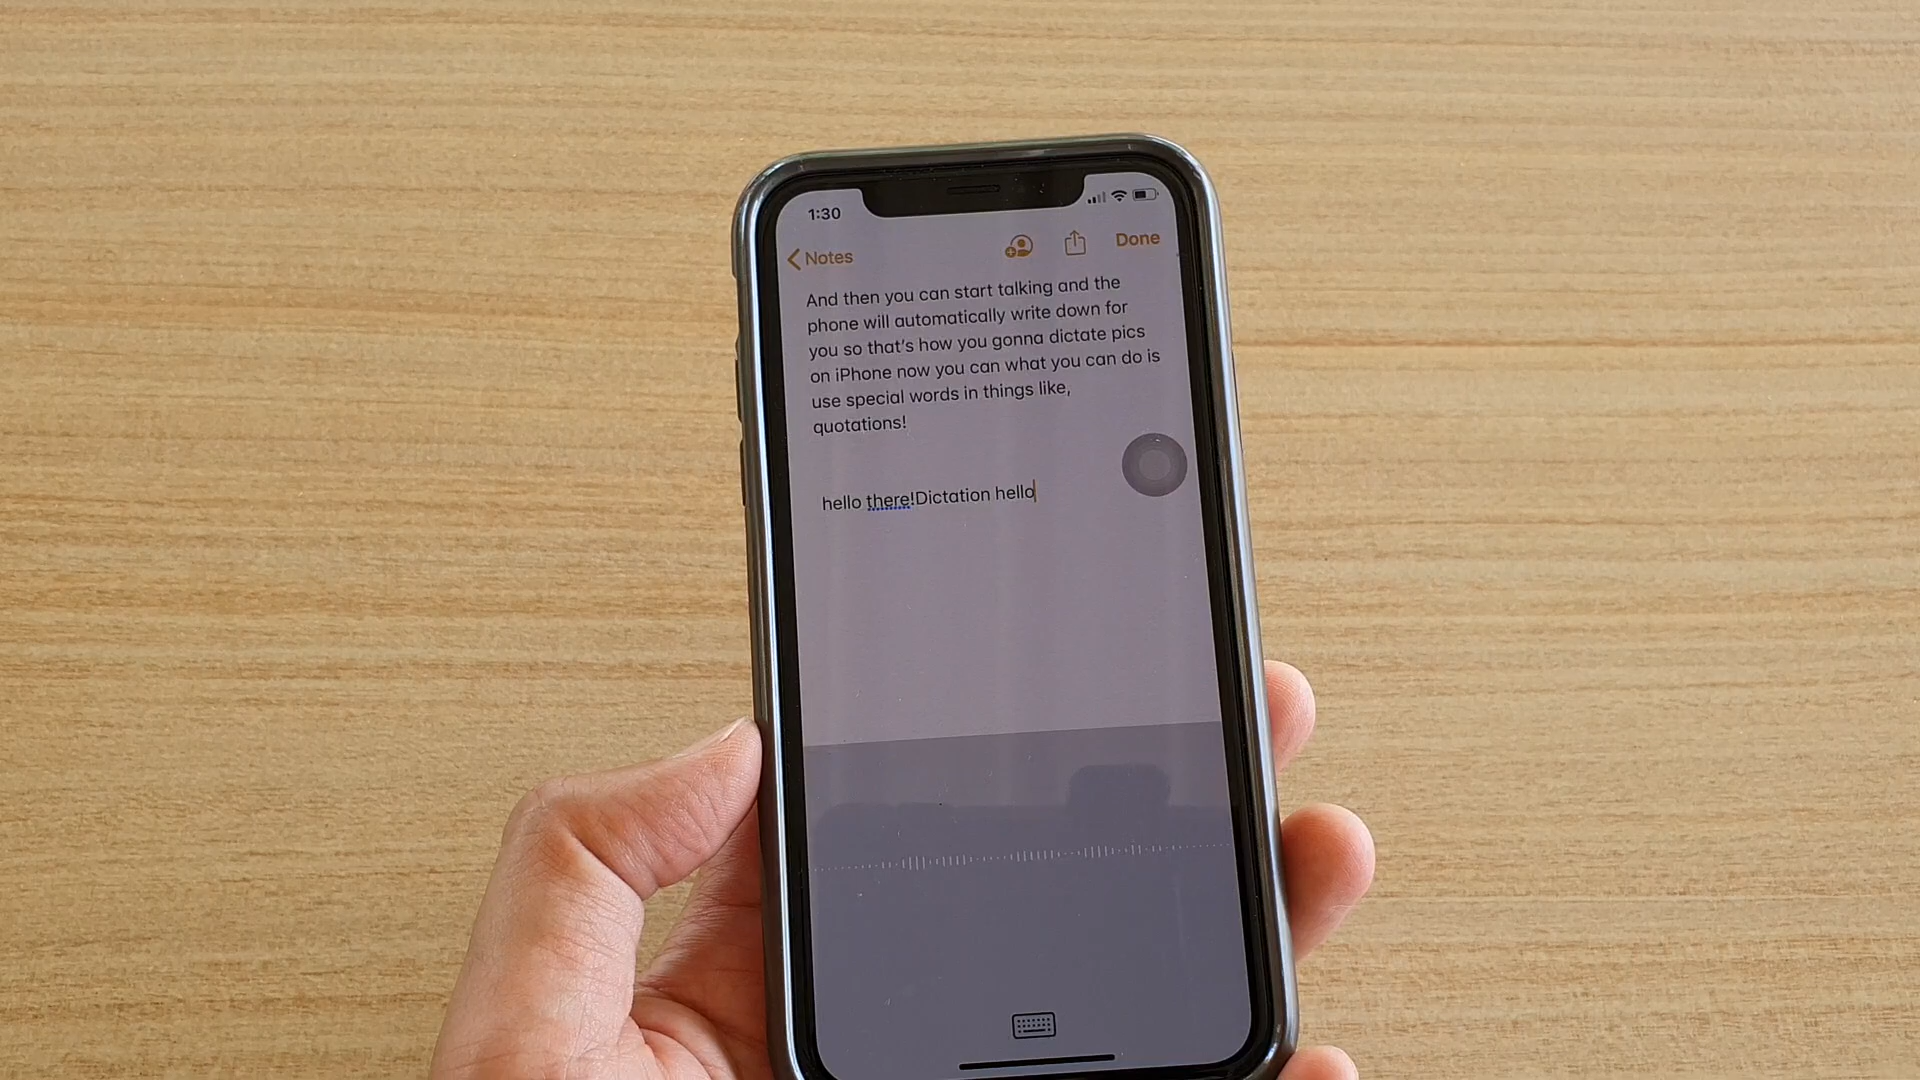 1:30
Notes
Done
And then you can start talking and the
phone will automatically write down for
you so that's how you gonna dictate pics
on iPhone now you can what you can do is
use special words in things like,
quotations!
hello there!Dictation hello